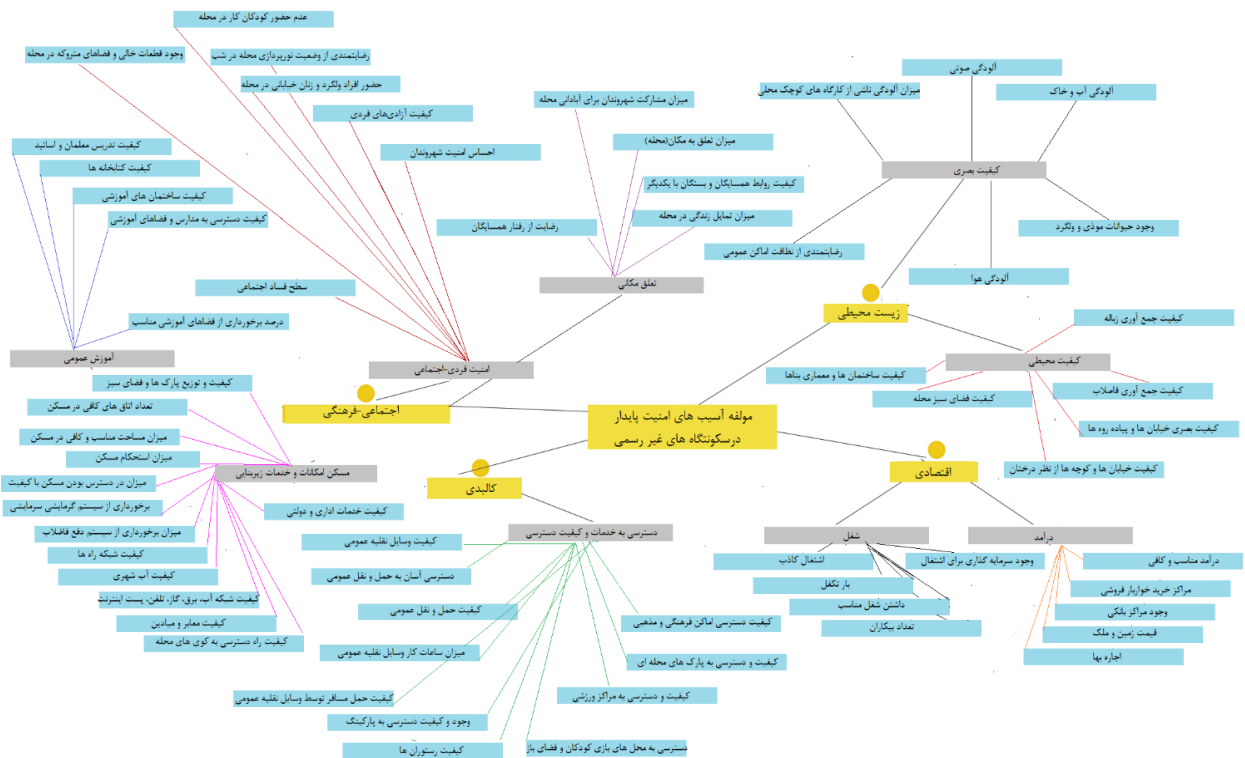 عدم حضور کودکان کار در محله
وجود قطعات خالی و فضاهای متروکه در محله
رضایتمندی از وضعیت نورپردازی محله در شب
حضور افراد ولگرد و زنان خیابانی در محله
کیفیت آزادی‌های فردی
احساس امنیت شهروندان
سطح فساد اجتماعی
امنیت فردی-اجتماعی
کیفیت تدریس معلمان و اساتید
کیفیت کتابخانه ها
کیفیت ساختمان های آموزشی
کیفیت دسترسی به مدارس و فضاهای آموزشی
درصد برخورداری از فضاهای آموزشی مناسب
آموزش عمومی
میزان مشارکت شهروندان برای آبادانی محله
میزان تعلق به مکان(محله)
کیفیت روابط همسایگان و بستگان با یکدیگر
میزان تمایل زندگی در محله
رضایت از رفتار همسایگان
تعلق مکانی
آلودگی صوتی
میزان آلودگی ناشی از کارگاه های کوچک محلی
آلودگی آب و خاک
کیفیت بصری
وجود حیوانات موذی و ولگرد
رضایتمندی از نظافت اماکن عمومی
آلودگی هوا
زیست محیطی
کیفیت جمع آوری زباله
کیفیت محیطی
کیفیت ساختمان ها و معماری بناها
کیفیت فضای سبز محله
کیفیت جمع آوری فاضلاب
کیفیت بصری خیابان ها و پیاده روه ها
کیفیت خیابان ها و کوچه ها از نظر درختان
اجتماعی-فرهنگی
مولفه آسیب های امنیت پایدار
درسکونتگاه های غیر رسمی
کیفیت و توزیع پارک ها و فضای سبز
تعداد اتاق های کافی در مسکن
میزان مساحت مناسب و کافی در مسکن
میزان استحکام مسکن
مسکن امکانات و خدمات زیربنایی
میزان در دسترس بودن مسکن با کیفیت
برخورداری از سیستم گرمایشی سرمایشی
میزان برخورداری از سیستم دفع فاضلاب
کیفیت شبکه راه ها
کیفیت آب شهری
کیفیت شبکه آب، برق، گاز، تلفن، پست اینترنت
کیفیت معابر و میادین
کیفیت راه دسترسی به کوی های محله
کیفیت خدمات اداری و دولتی
کالبدی
دسترسی به خدمات و کیفیت دسترسی
کیفیت وسایل نقلیه عمومی
دسترسی آسان به حمل و نقل عمومی
کیفیت حمل و نقل عمومی
میزان ساعات کار وسایل نقلیه عمومی
کیفیت حمل مسافر توسط وسایل نقلیه عمومی
وجود و کیفیت دسترسی به پارکینگ
کیفیت رستوران ها
کیفیت دسترسی اماکن فرهنگی و مذهبی
کیفیت و دسترسی به پارک های محله ای
کیفیت و دسترسی به مراکز ورزشی
دسترسی به محل های بازی کودکان و فضای باز
اقتصادی
شغل
اشتغال کاذب
وجود سرمایه گذاری برای اشتغال
بار تکفل
داشتن شغل مناسب
تعداد بیکاران
درآمد
درآمد مناسب و کافی
مراکز خرید خواربار فروشی
وجود مراکز بانکی
قیمت زمین و ملک
اجاره بها